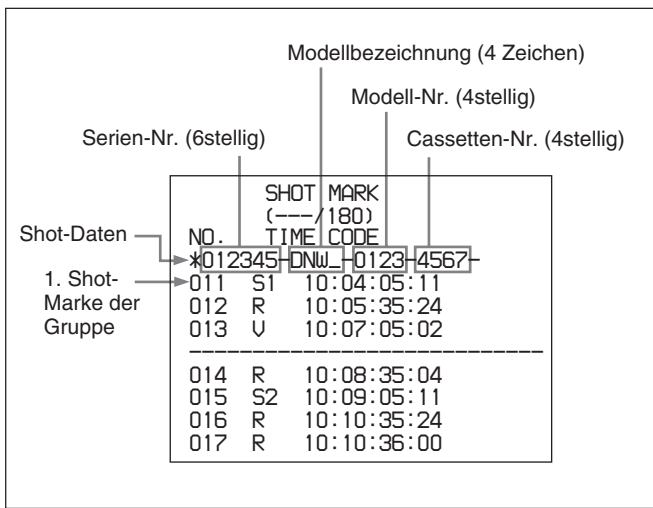 Modellbezeichnung (4 Zeichen)
Modell-Nr. (4stellig)
Serien-Nr. (6stellig)
Cassetten-Nr. (4stellig)
SHOT MARK
(---/180)
NO. TIME CODE
Shot-Daten
*012345-DNW_-0123-4567-
1. Shot-
Marke der
Gruppe
011 S1 10:04:05:11
012 R 10:05:35:24
013 V 10:07:05:02
------------------------------
014 R 10:08:35:04
015 S2 10:09:05:11
016 R 10:10:35:24
017 R 10:10:36:00